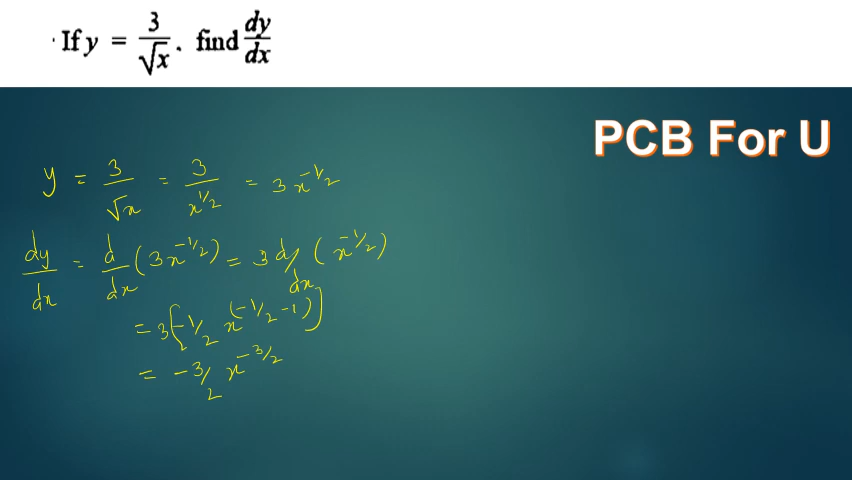 · If y = 3/√x, find dy/dx
PCB For U
y = 3/√x = 3/x^1/2 = 3x^-1/2
dy/dx = d/dx (3x^-1/2) = 3 d/dx (x^-1/2)
= 3[-1/2 x^(-1/2-1)]
= -3/2 x^-3/2